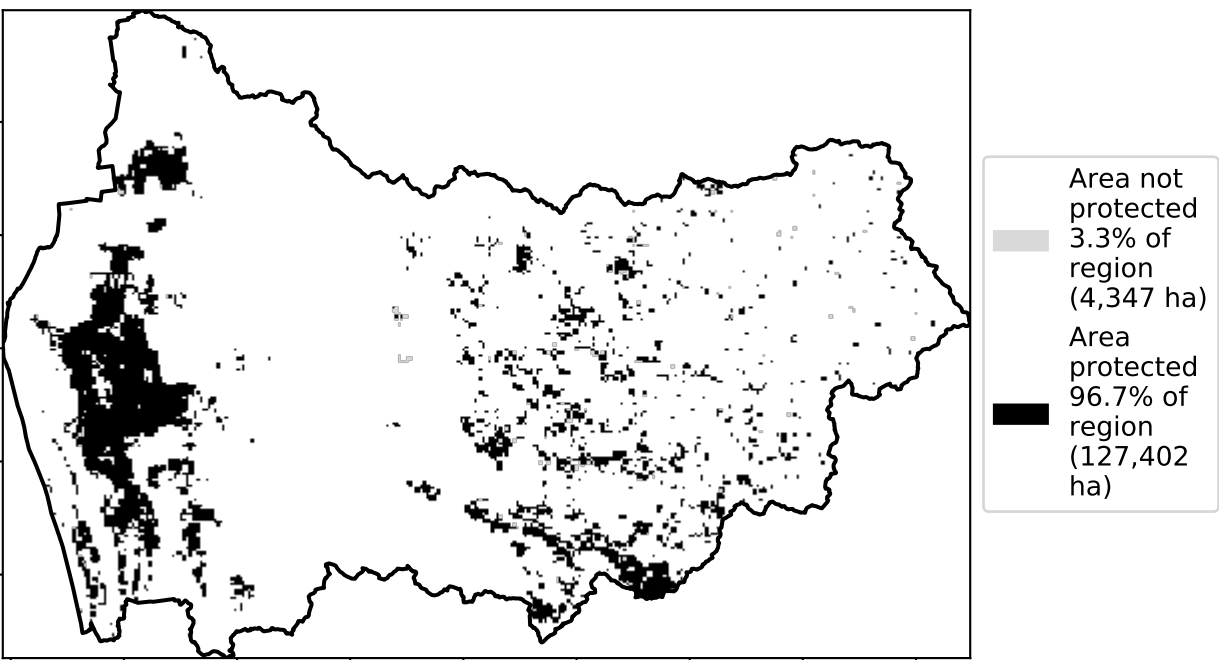 Area not
protected
3.3% of
region
(4,347 ha)
Area
protected
96.7% of
region
(127,402
ha)